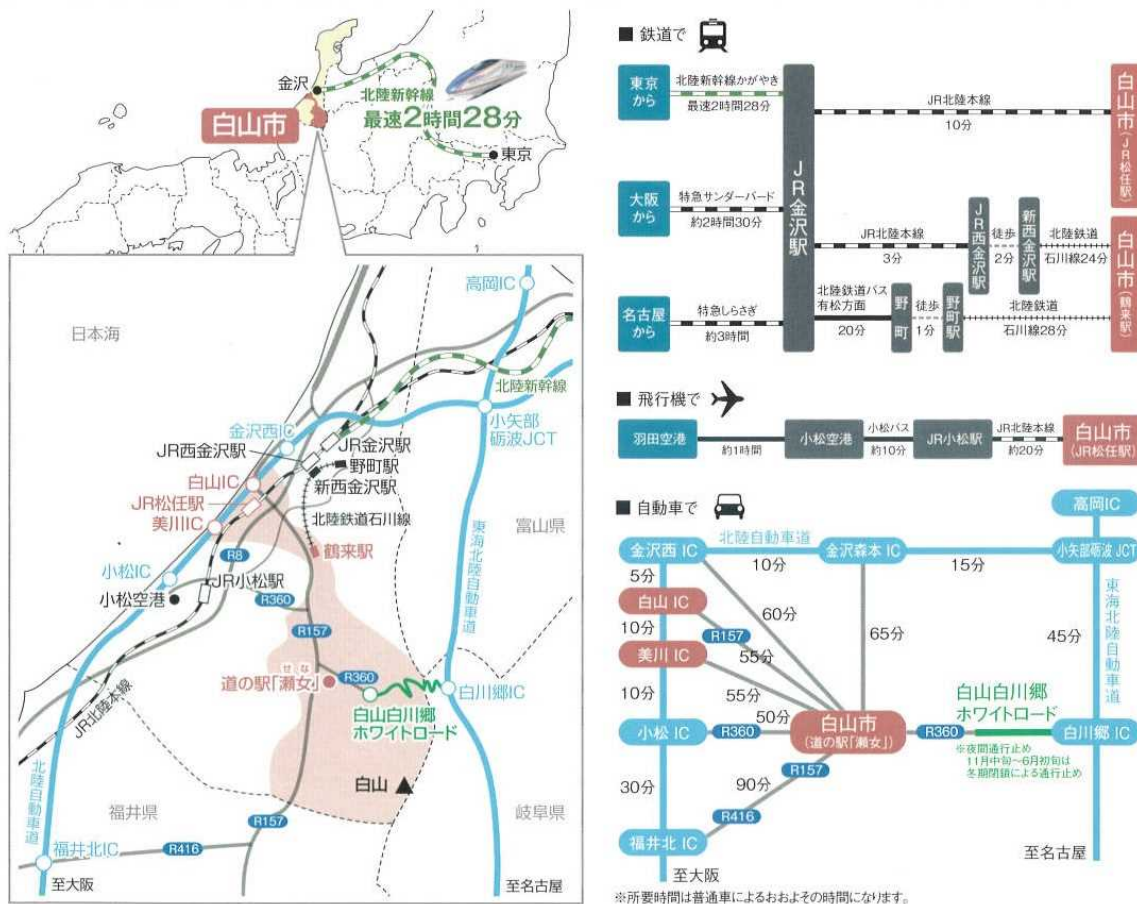 金沢
北陸新幹線
最速2時間28分
白山市
東京
高岡IC
日本海
北陸新幹線
金沢西IC
小矢部
砺波JCT
JR西金沢駅
JR金沢駅
野町駅
白山IC
新西金沢駅
JR松任駅
美川IC
北陸鉄道石川線
富山県
鶴来駅
R8
東海北陸自動車道
小松IC
JR小松駅
小松空港
R360
R157
せな
道の駅「瀬女」
R360
白川郷IC
白山白川郷
ホワイトロード
JR北陸本線
白山
北陸自動車道
福井県
岐阜県
R157
R416
福井北IC
至大阪
至名古屋
■ 鉄道で
東京
から
北陸新幹線かがやき
最速2時間28分
JR金沢駅
JR北陸本線
10分
白山市(JR松任駅)
大阪
から
特急サンダーバード
約2時間30分
JR北陸本線
3分
JR西金沢駅
徒歩
2分
新西金沢駅
北陸鉄道
石川線24分
白山市(鶴来駅)
名古屋
から
特急しらさぎ
約3時間
北陸鉄道バス
有松方面
20分
野町
徒歩
1分
野町駅
北陸鉄道
石川線28分
■ 飛行機で
羽田空港
約1時間
小松空港
小松バス
約10分
JR小松駅
JR北陸本線
約20分
白山市
(JR松任駅)
■ 自動車で
高岡IC
金沢西 IC
北陸自動車道
10分
金沢森本 IC
15分
小矢部砺波 JCT
5分
白山 IC
60分
65分
45分
東海北陸自動車道
10分
R157
55分
美川 IC
10分
55分
50分
小松 IC
R360
白山市
(道の駅「瀬女」)
R360
白山白川郷
ホワイトロード
白川郷 IC
※夜間通行止め
11月中旬~6月初旬は
冬期閉鎖による通行止め
30分
90分
R157
R416
福井北 IC
至大阪
至名古屋
※所要時間は普通車によるおおよその時間になります。